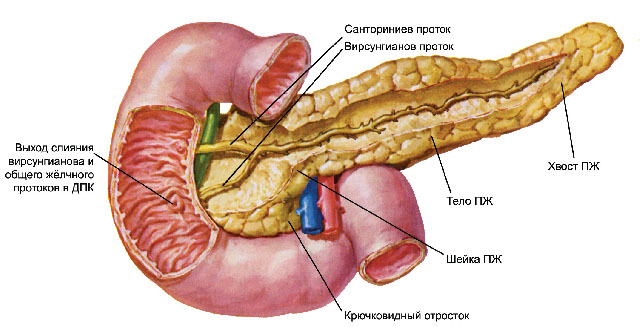 Санториниев проток
Вирсунгианов проток
Выход слияния
вирсунгианова и
общего жёлчного
протоков в ДПК
Хвост ПЖ
Тело ПЖ
Шейка ПЖ
Крючковидный отросток